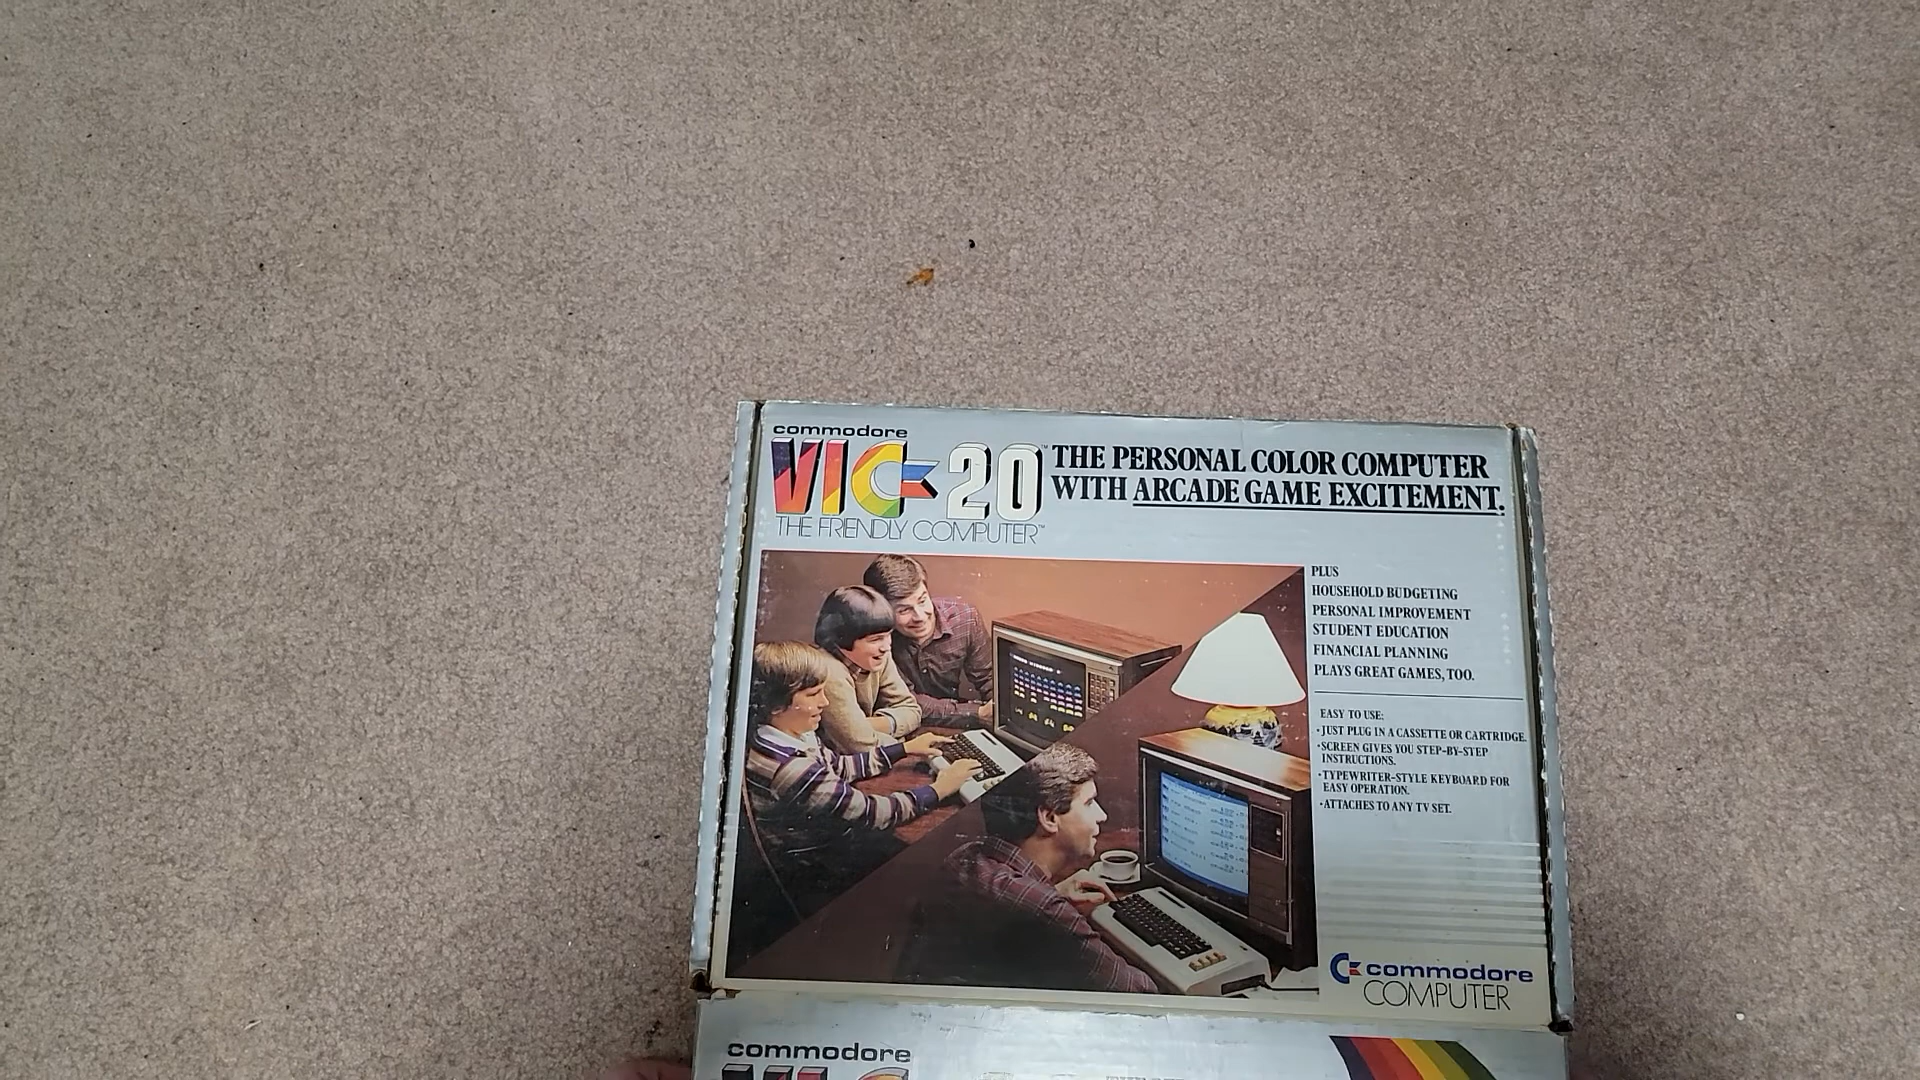 commodore
VIC-20™
THE FRIENDLY COMPUTER™
THE PERSONAL COLOR COMPUTER
WITH ARCADE GAME EXCITEMENT.
PLUS
HOUSEHOLD BUDGETING
PERSONAL IMPROVEMENT
STUDENT EDUCATION
FINANCIAL PLANNING
PLAYS GREAT GAMES, TOO.
EASY TO USE:
·JUST PLUG IN A CASSETTE OR CARTRIDGE.
·SCREEN GIVES YOU STEP-BY-STEP
INSTRUCTIONS.
·TYPEWRITER-STYLE KEYBOARD FOR
EASY OPERATION.
·ATTACHES TO ANY TV SET.
commodore
COMPUTER
commodore